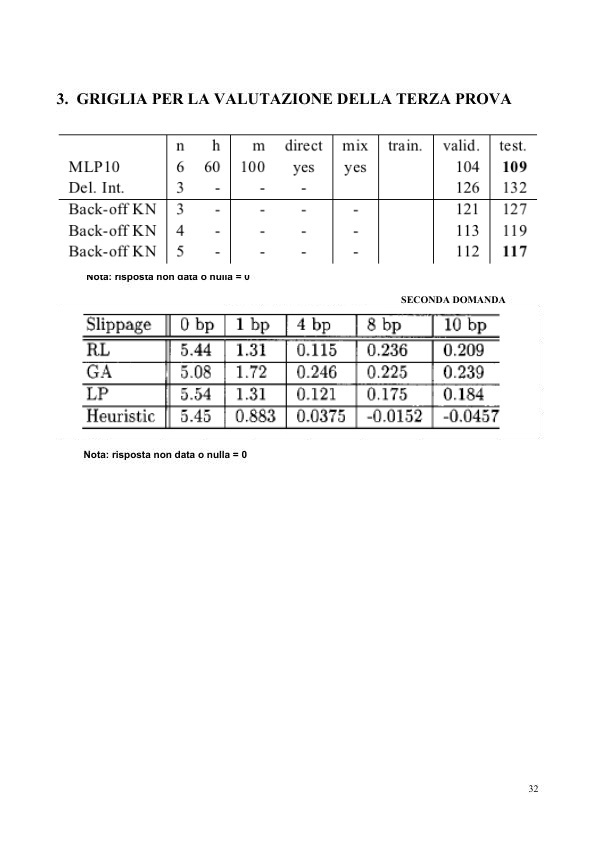 3. GRIGLIA PER LA VALUTAZIONE DELLA TERZA PROVA
n h m direct mix train. valid. test.
MLP10 6 60 100 yes yes 104 109
Del. Int. 3 - - - 126 132
Back-off KN 3 - - - - 121 127
Back-off KN 4 - - - - 113 119
Back-off KN 5 - - - - 112 117
Nota: risposta non data o nulla = 0
SECONDA DOMANDA
Slippage 0 bp 1 bp 4 bp 8 bp 10 bp
RL 5.44 1.31 0.115 0.236 0.209
GA 5.08 1.72 0.246 0.225 0.239
LP 5.54 1.31 0.121 0.175 0.184
Heuristic 5.45 0.883 0.0375 -0.0152 -0.0457
Nota: risposta non data o nulla = 0
32